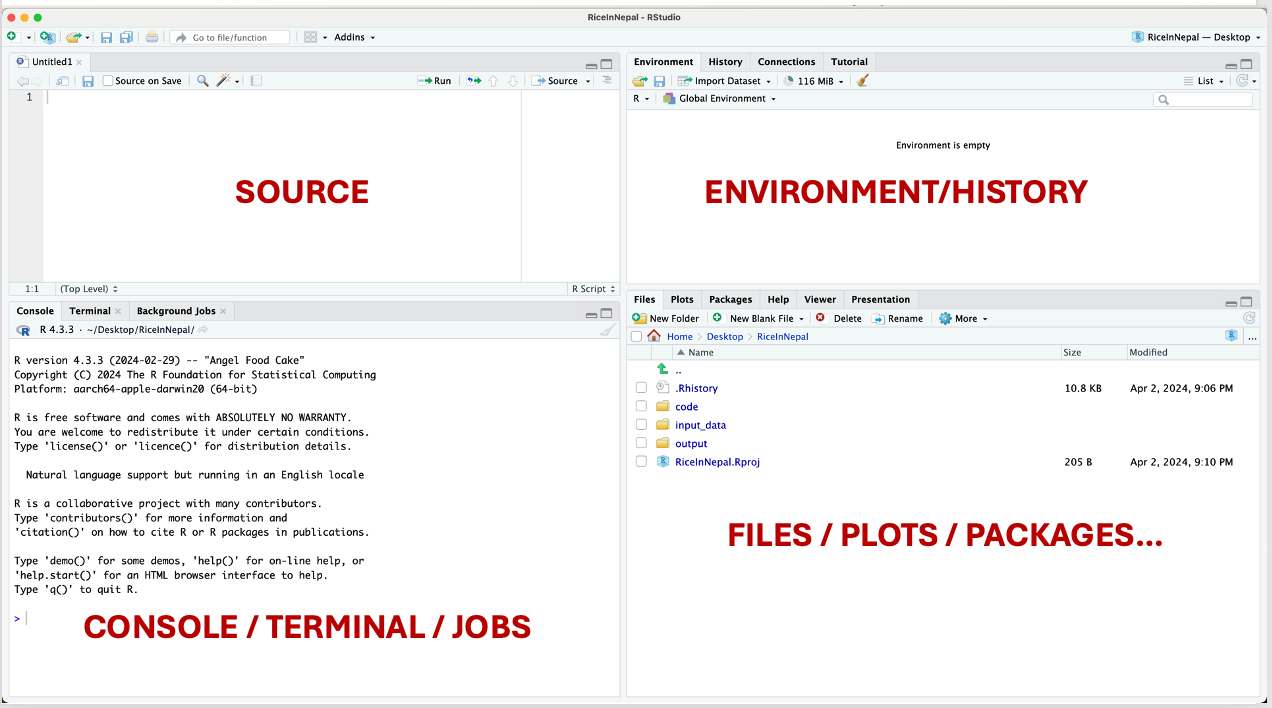 RiceInNepal - RStudio
Go to file/function
Addins
RiceInNepal — Desktop
Untitled1
Source on Save
Run
Source
1
SOURCE
1:1
(Top Level)
R Script
Environment
History
Connections
Tutorial
Import Dataset
116 MiB
List
R
Global Environment
Environment is empty
ENVIRONMENT/HISTORY
Console
Terminal
Background Jobs
R 4.3.3 · ~/Desktop/RiceInNepal/
R version 4.3.3 (2024-02-29) -- "Angel Food Cake"
Copyright (C) 2024 The R Foundation for Statistical Computing
Platform: aarch64-apple-darwin20 (64-bit)
R is free software and comes with ABSOLUTELY NO WARRANTY.
You are welcome to redistribute it under certain conditions.
Type 'license()' or 'licence()' for distribution details.
Natural language support but running in an English locale
R is a collaborative project with many contributors.
Type 'contributors()' for more information and
'citation()' on how to cite R or R packages in publications.
Type 'demo()' for some demos, 'help()' for on-line help, or
'help.start()' for an HTML browser interface to help.
Type 'q()' to quit R.
>
CONSOLE / TERMINAL / JOBS
Files
Plots
Packages
Help
Viewer
Presentation
New Folder
New Blank File
Delete
Rename
More
Home
Desktop
RiceInNepal
...
Name
Size
Modified
..
.Rhistory
10.8 KB
Apr 2, 2024, 9:06 PM
code
input_data
output
RiceInNepal.Rproj
205 B
Apr 2, 2024, 9:10 PM
FILES / PLOTS / PACKAGES...